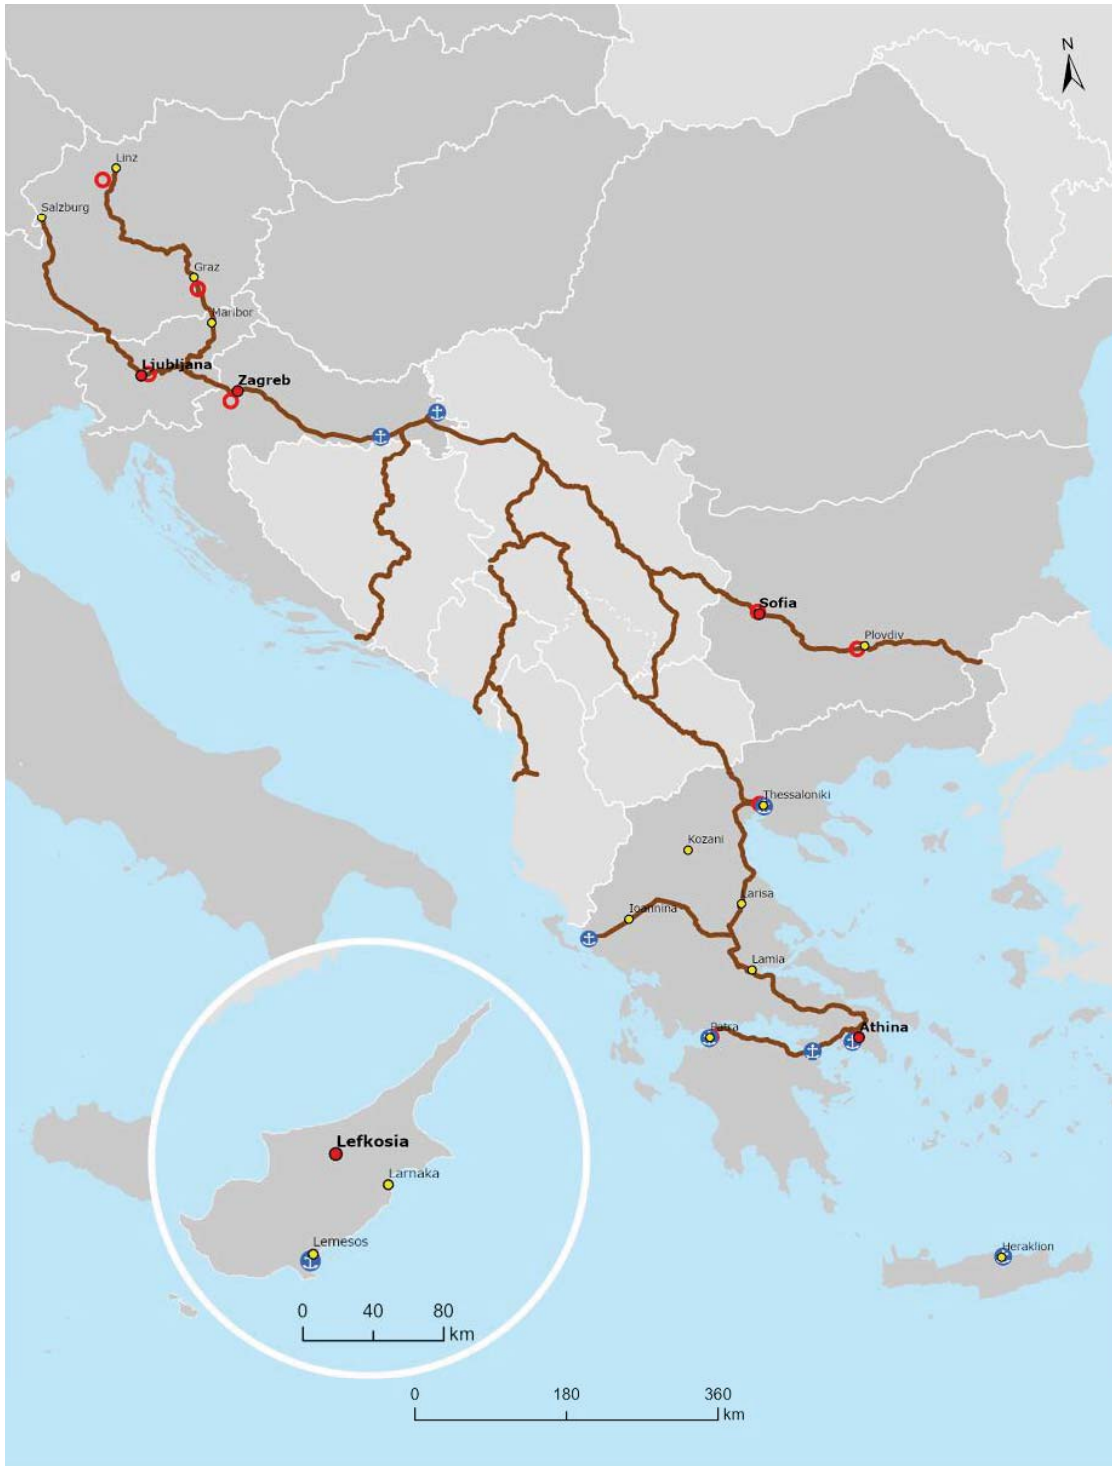 N
Linz
Salzburg
Graz
Maribor
Ljubljana
Zagreb
Sofia
Plovdiv
Thessaloniki
Kozani
Larisa
Ioannina
Lamia
Patra
Athina
Lefkosia
Larnaka
Lemesos
Heraklion
0 40 80
km
0 180 360
km